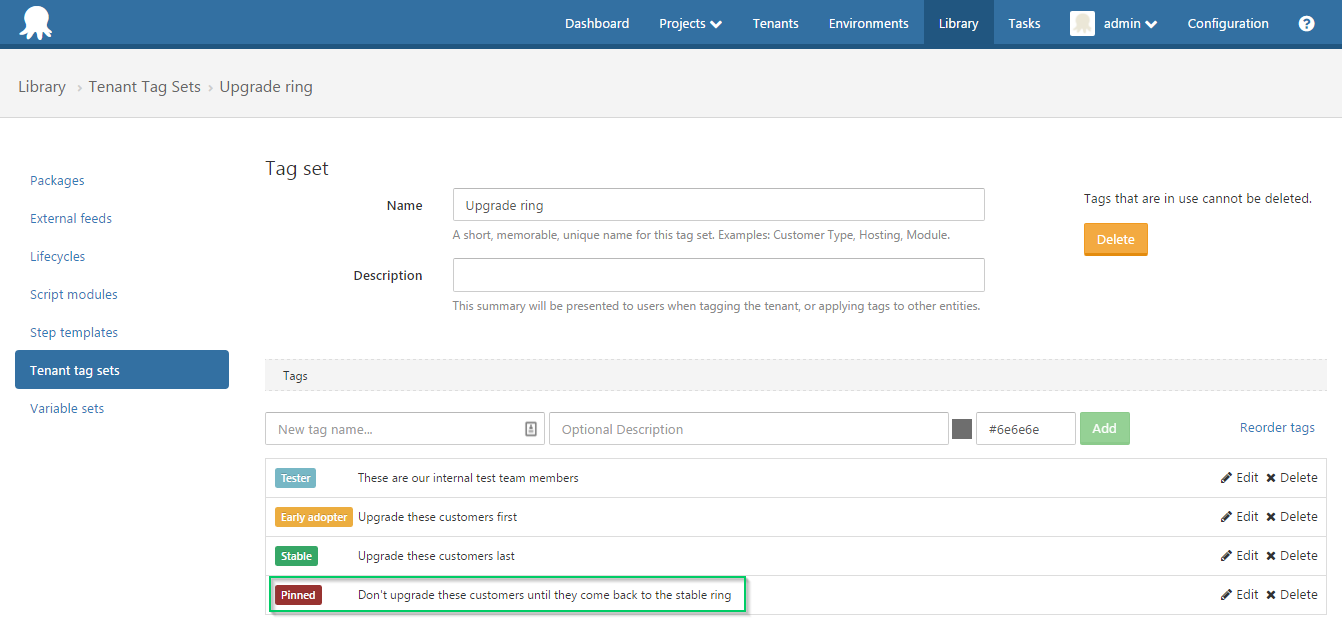 Dashboard Projects Tenants Environments Library Tasks admin Configuration ?
Library › Tenant Tag Sets › Upgrade ring
Packages
External feeds
Lifecycles
Script modules
Step templates
Tenant tag sets
Variable sets
Tag set
Name Upgrade ring
A short, memorable, unique name for this tag set. Examples: Customer Type, Hosting, Module.
Description
This summary will be presented to users when tagging the tenant, or applying tags to other entities.
Tags that are in use cannot be deleted.
Delete
Tags
New tag name... Optional Description #6e6e6e Add Reorder tags
Tester These are our internal test team members Edit Delete
Early adopter Upgrade these customers first Edit Delete
Stable Upgrade these customers last Edit Delete
Pinned Don't upgrade these customers until they come back to the stable ring Edit Delete